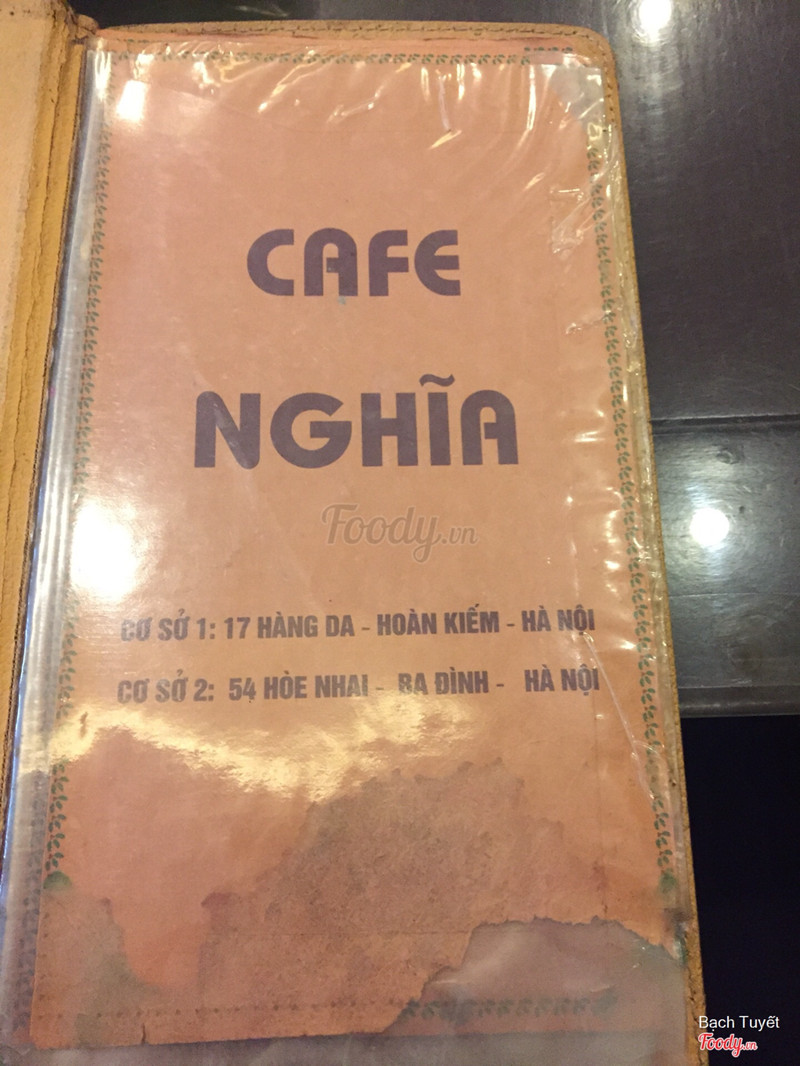 CAFE
NGHĨA
Foody.vn
CƠ SỞ 1: 17 HÀNG DA - HOÀN KIẾM - HÀ NỘI
CƠ SỞ 2: 54 HÒE NHAI - BA ĐÌNH - HÀ NỘI
Bạch Tuyết
Foody.vn